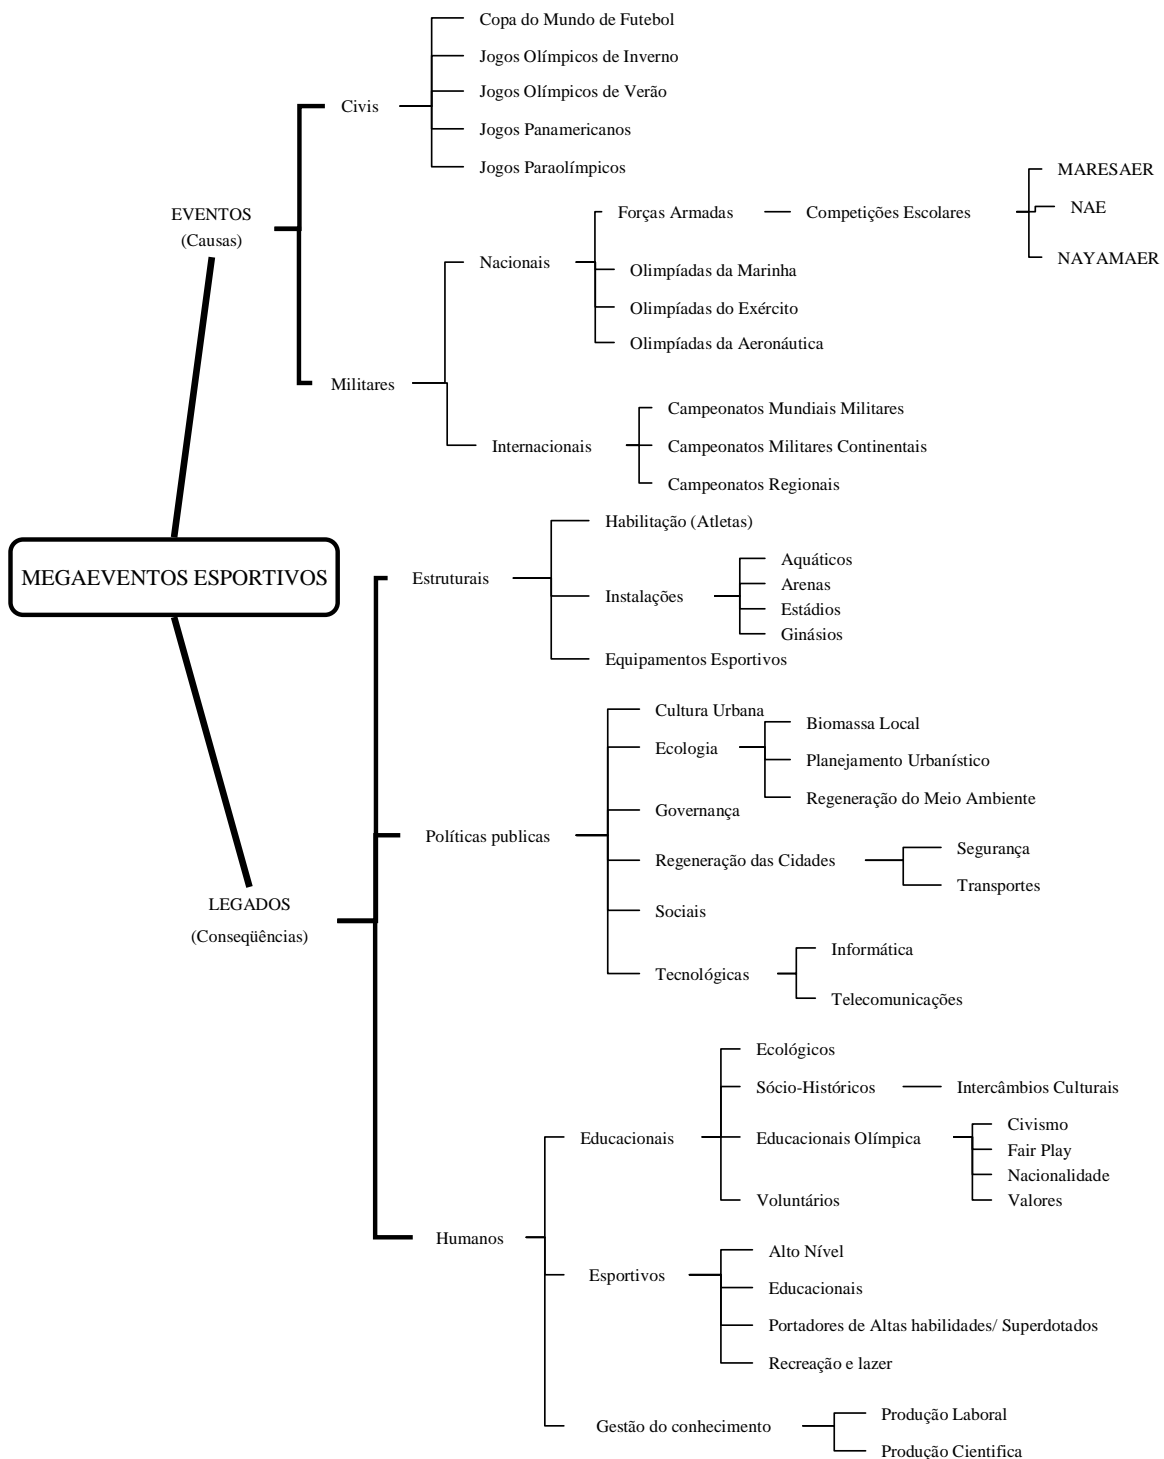 Copa do Mundo de Futebol
Jogos Olímpicos de Inverno
Jogos Olímpicos de Verão
Civis
Jogos Panamericanos
Jogos Paraolímpicos
MARESAER
EVENTOS
(Causas)
Forças Armadas
Competições Escolares
NAE
NAYAMAER
Nacionais
Olimpíadas da Marinha
Olimpíadas do Exército
Olimpíadas da Aeronáutica
Militares
Campeonatos Mundiais Militares
Internacionais
Campeonatos Militares Continentais
Campeonatos Regionais
MEGAEVENTOS ESPORTIVOS
Habilitação (Atletas)
Estruturais
Instalações
Aquáticos
Arenas
Estádios
Ginásios
Equipamentos Esportivos
Cultura Urbana
Ecologia
Biomassa Local
Planejamento Urbanístico
Regeneração do Meio Ambiente
Governança
Políticas publicas
Regeneração das Cidades
Segurança
Transportes
LEGADOS
(Conseqüências)
Sociais
Tecnológicas
Informática
Telecomunicações
Ecológicos
Sócio-Históricos
Intercâmbios Culturais
Educacionais
Educacionais Olímpica
Civismo
Fair Play
Nacionalidade
Valores
Voluntários
Humanos
Esportivos
Alto Nível
Educacionais
Portadores de Altas habilidades/ Superdotados
Recreação e lazer
Gestão do conhecimento
Produção Laboral
Produção Cientifica